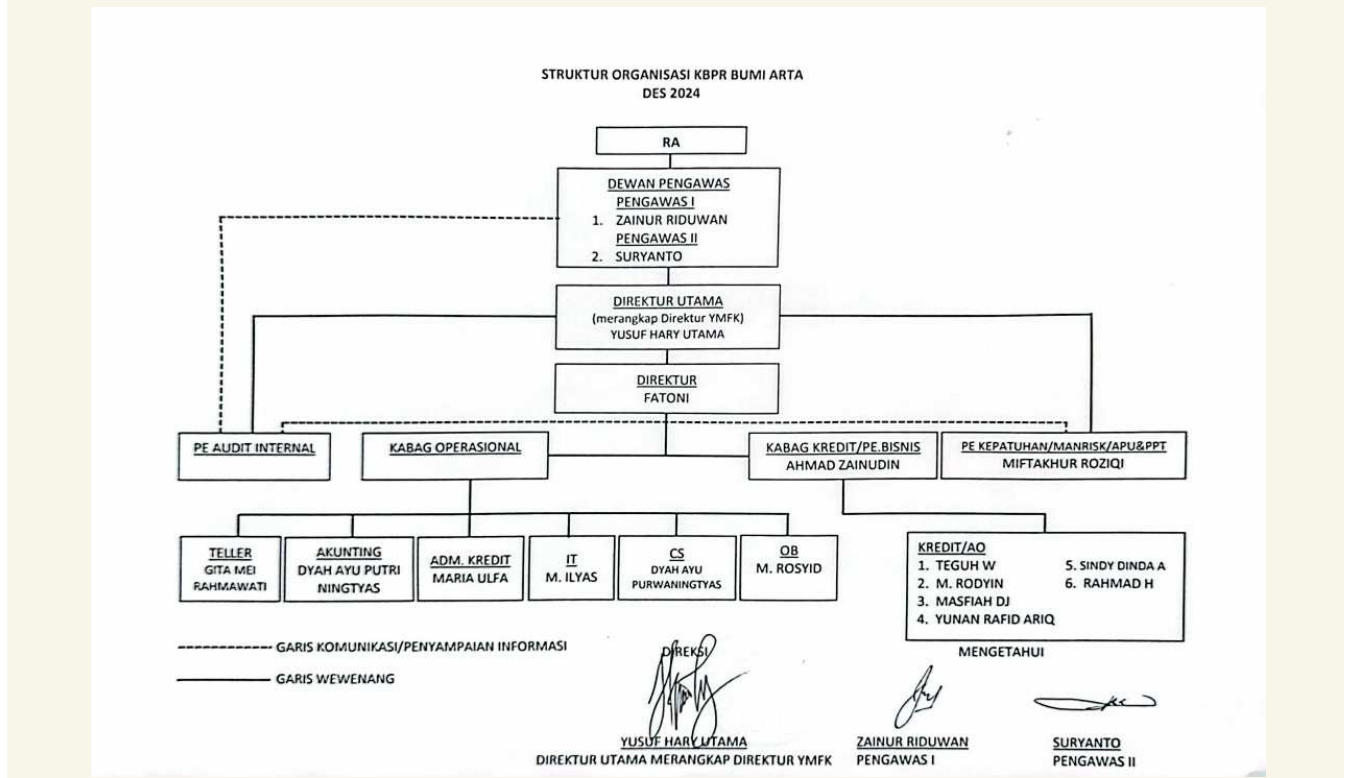 STRUKTUR ORGANISASI KBPR BUMI ARTA
DES 2024
RA
DEWAN PENGAWAS
PENGAWAS I
1. ZAINUR RIDUWAN
PENGAWAS II
2. SURYANTO
DIREKTUR UTAMA
(merangkap Direktur YMFK)
YUSUF HARY UTAMA
DIREKTUR
FATONI
PE AUDIT INTERNAL
KABAG OPERASIONAL
KABAG KREDIT/PE.BISNIS
AHMAD ZAINUDIN
PE KEPATUHAN/MANRISK/APU&PPT
MIFTAKHUR ROZIQI
TELLER
GITA MEI
RAHMAWATI
AKUNTING
DYAH AYU PUTRI
NINGTYAS
ADM. KREDIT
MARIA ULFA
IT
M. ILYAS
CS
DYAH AYU
PURWANINGTYAS
OB
M. ROSYID
KREDIT/AO
1. TEGUH W
2. M. RODYIN
3. MASFIAH DJ
4. YUNAN RAFID ARIQ
5. SINDY DINDA A
6. RAHMAD H
GARIS KOMUNIKASI/PENYAMPAIAN INFORMASI
GARIS WEWENANG
DIREKSI
YUSUF HARY UTAMA
DIREKTUR UTAMA MERANGKAP DIREKTUR YMFK
MENGETAHUI
ZAINUR RIDUWAN
PENGAWAS I
SURYANTO
PENGAWAS II